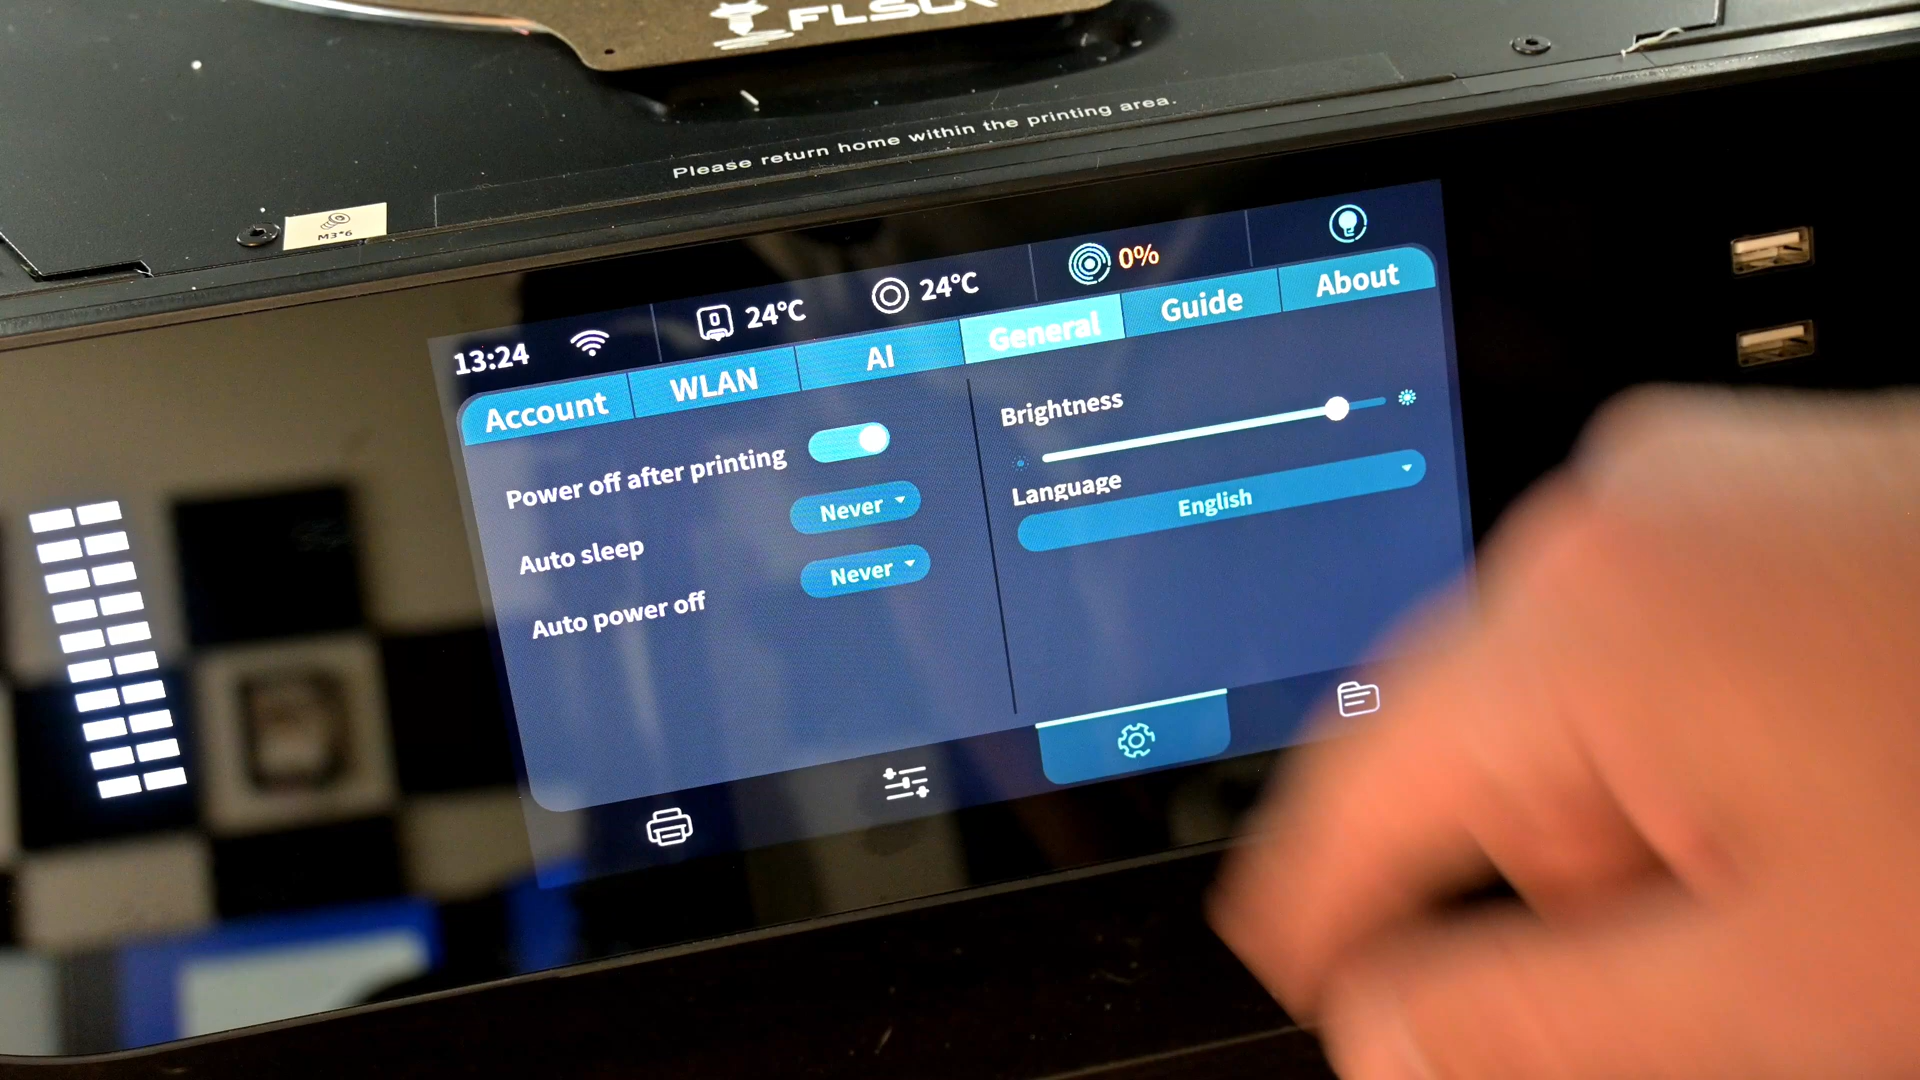 FLSUN
Please return home within the printing area.
M3*6
13:24
0
24°C
24°C
0%
Account
WLAN
AI
General
Guide
About
Power off after printing
Auto sleep
Never
Auto power off
Never
Brightness
Language
English